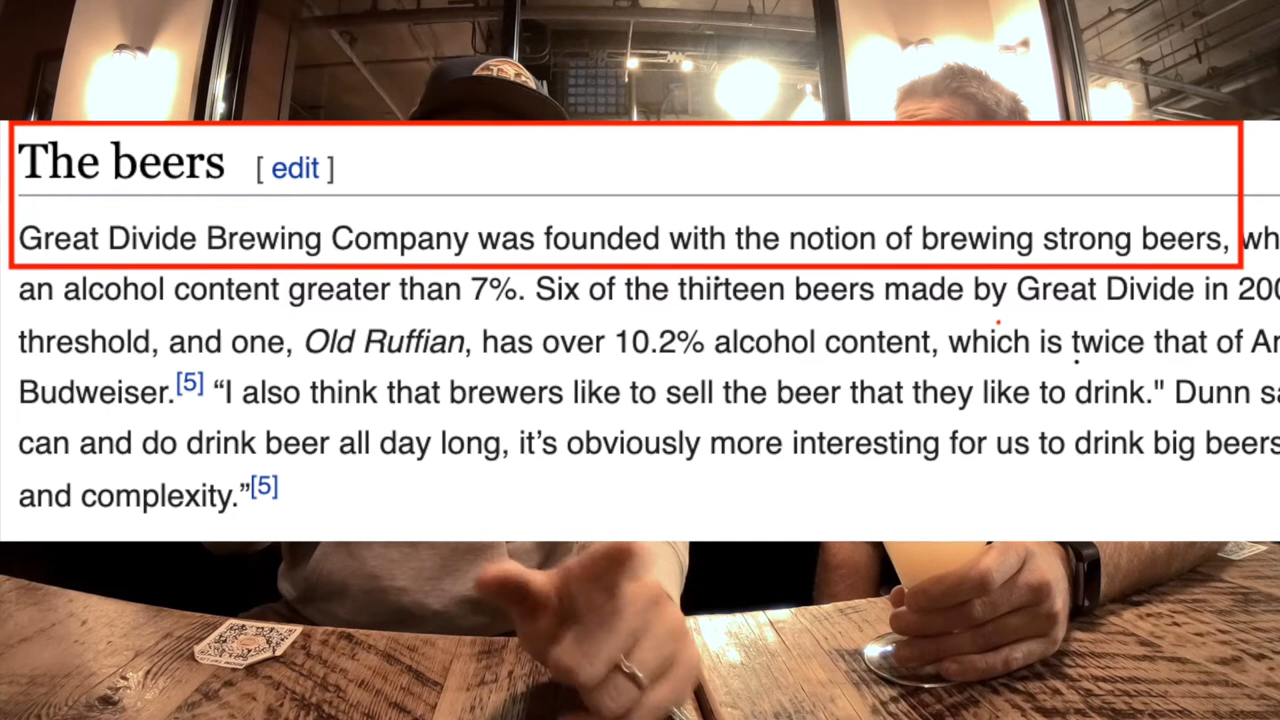 The beers [ edit ]
Great Divide Brewing Company was founded with the notion of brewing strong beers, wh
an alcohol content greater than 7%. Six of the thirteen beers made by Great Divide in 200
threshold, and one, Old Ruffian, has over 10.2% alcohol content, which is twice that of An
Budweiser.[5] “I also think that brewers like to sell the beer that they like to drink." Dunn sa
can and do drink beer all day long, it’s obviously more interesting for us to drink big beers
and complexity.”[5]